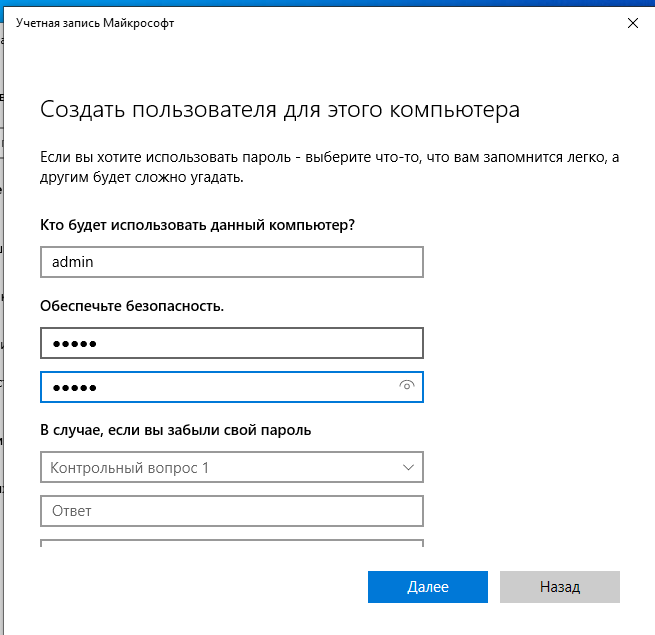 Учетная запись Майкрософт
Создать пользователя для этого компьютера
Если вы хотите использовать пароль - выберите что-то, что вам запомнится легко, а
другим будет сложно угадать.
Кто будет использовать данный компьютер?
admin
Обеспечьте безопасность.
•••••
•••••
В случае, если вы забыли свой пароль
Контрольный вопрос 1
Ответ
Далее
Назад